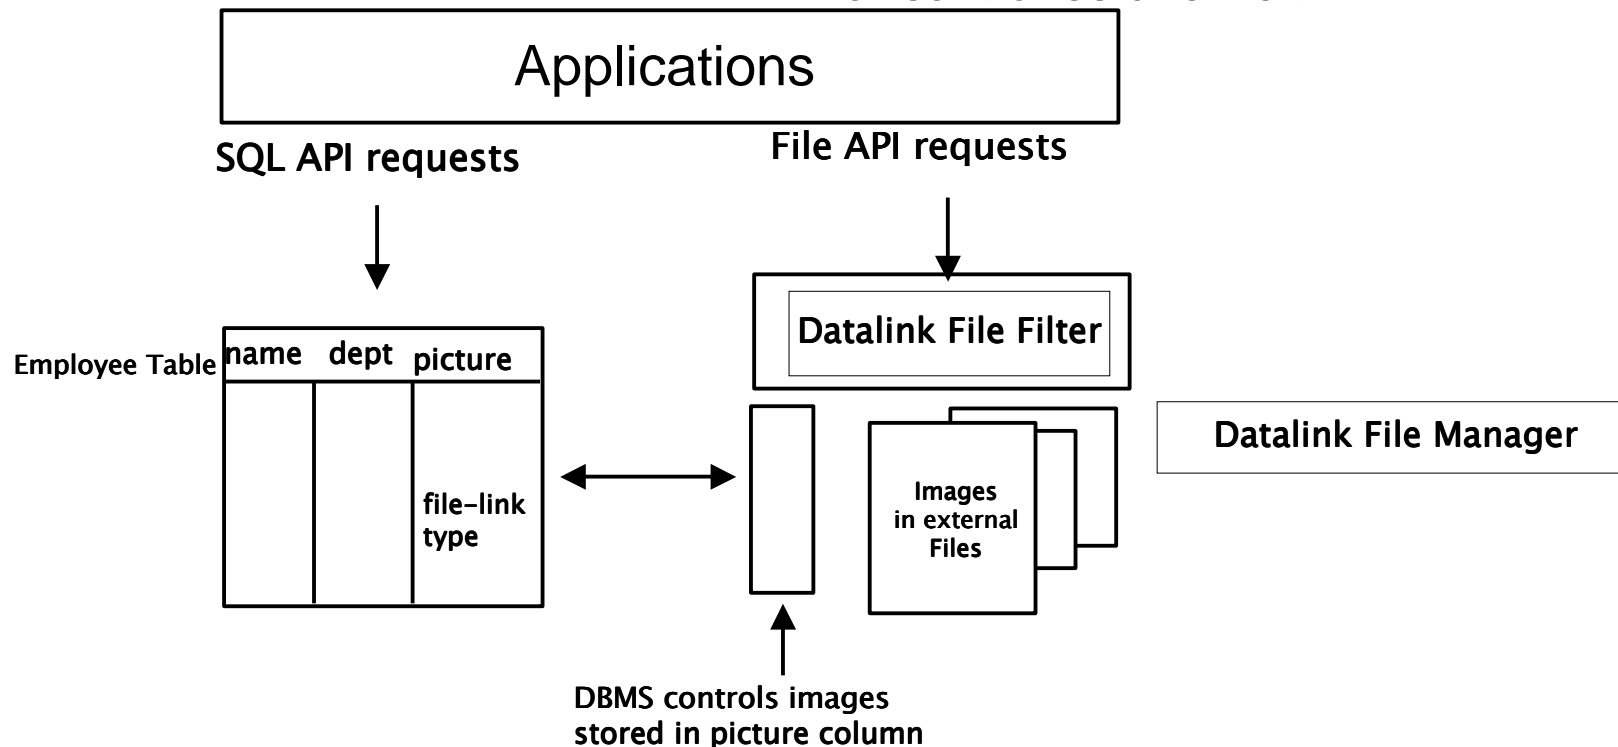 Applications
SQL API requests
File API requests
Datalink File Filter
Employee Table
name dept picture
Datalink File Manager
file-link
type
Images
in external
Files
DBMS controls images
stored in picture column